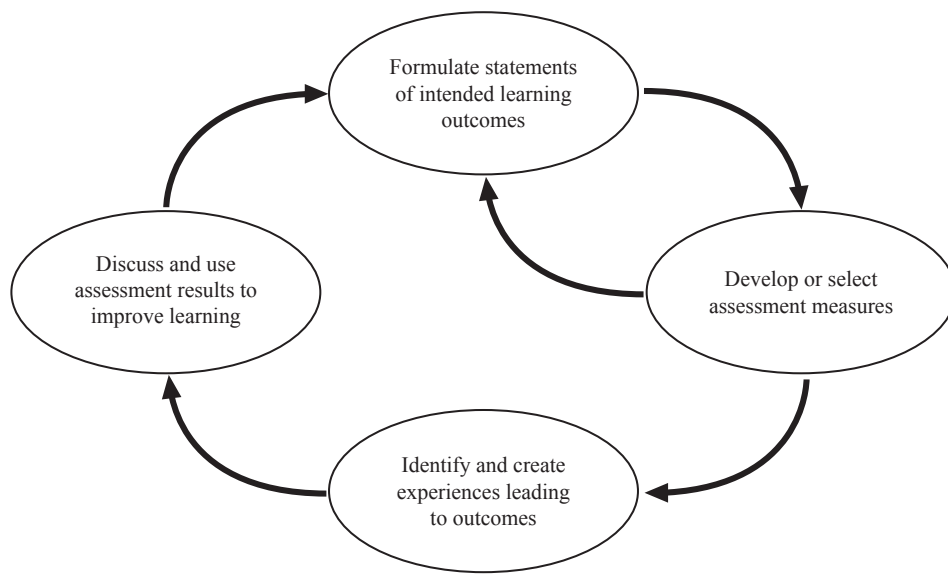 Formulate statements
of intended learning
outcomes
Develop or select
assessment measures
Identify and create
experiences leading
to outcomes
Discuss and use
assessment results to
improve learning